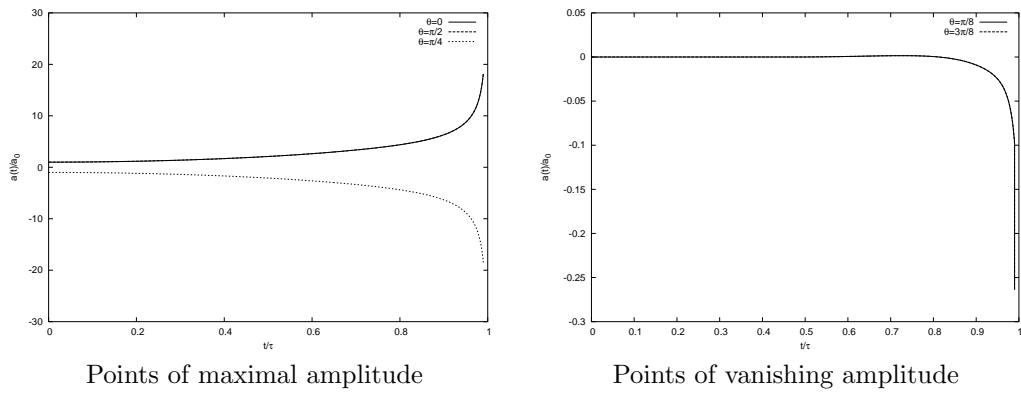 30
20
10
0
-10
-20
-30
0
0.2
0.4
0.6
0.8
1
a(t)/a0
t/τ
θ=0
θ=π/2
θ=π/4
Points of maximal amplitude
0.05
0
-0.05
-0.1
-0.15
-0.2
-0.25
-0.3
0
0.1
0.2
0.3
0.4
0.5
0.6
0.7
0.8
0.9
1
a(t)/a0
t/τ
θ=π/8
θ=3π/8
Points of vanishing amplitude